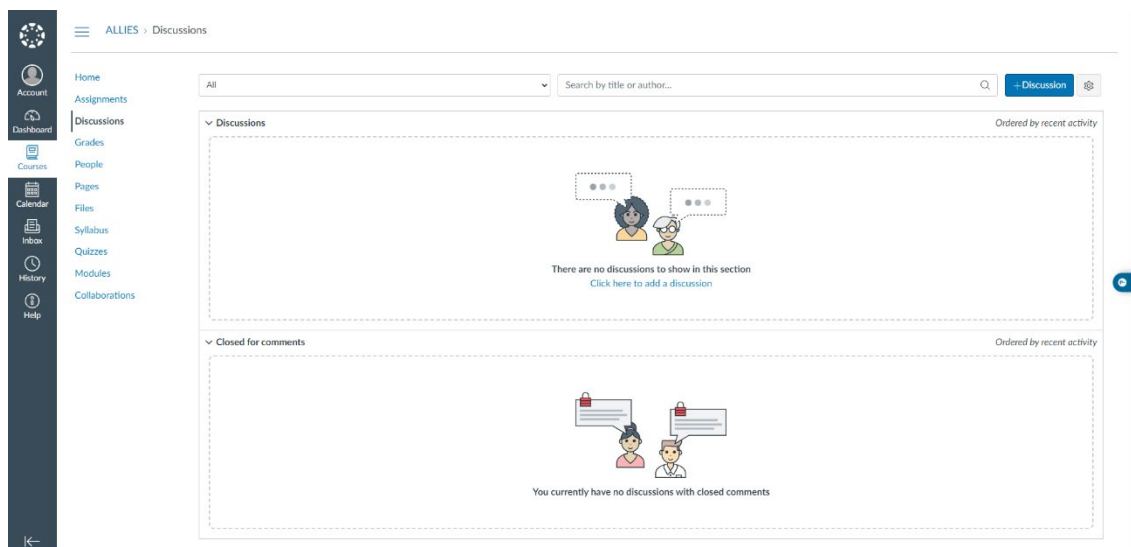 ALLIES › Discussions
Account
Dashboard
Courses
Calendar
Inbox
History
Help
Home
Assignments
Discussions
Grades
People
Pages
Files
Syllabus
Quizzes
Modules
Collaborations
All
Search by title or author...
+Discussion
Discussions
Ordered by recent activity
There are no discussions to show in this section
Click here to add a discussion
Closed for comments
Ordered by recent activity
You currently have no discussions with closed comments